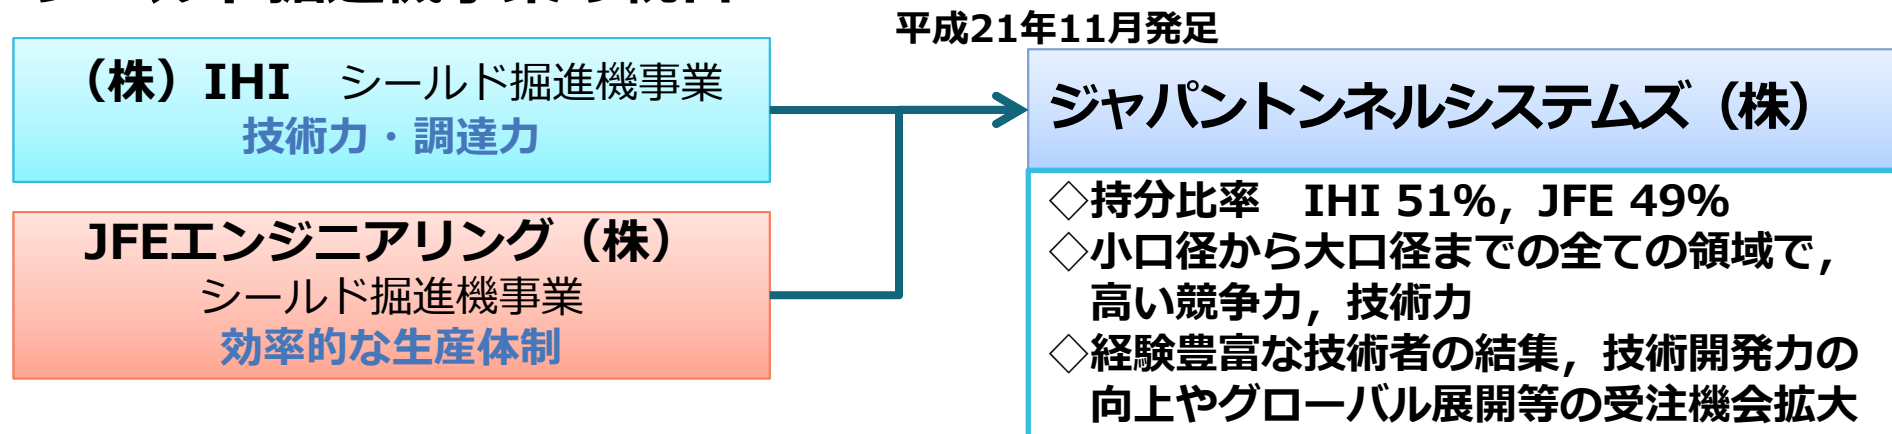 平成21年11月発足
（株）IHI　シールド掘進機事業
技術力・調達力
JFEエンジニアリング（株）
シールド掘進機事業
効率的な生産体制
ジャパントンネルシステムズ（株）
◇持分比率　IHI 51%，JFE 49%
◇小口径から大口径までの全ての領域で，
高い競争力，技術力
◇経験豊富な技術者の結集，技術開発力の
向上やグローバル展開等の受注機会拡大